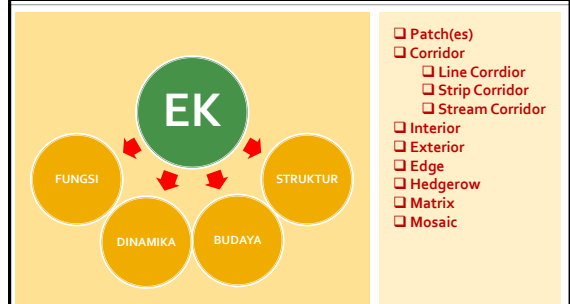 EK
FUNGSI
DINAMIKA
BUDAYA
STRUKTUR
Patch(es)
Corridor
Line Corrdior
Strip Corridor
Stream Corridor
Interior
Exterior
Edge
Hedgerow
Matrix
Mosaic